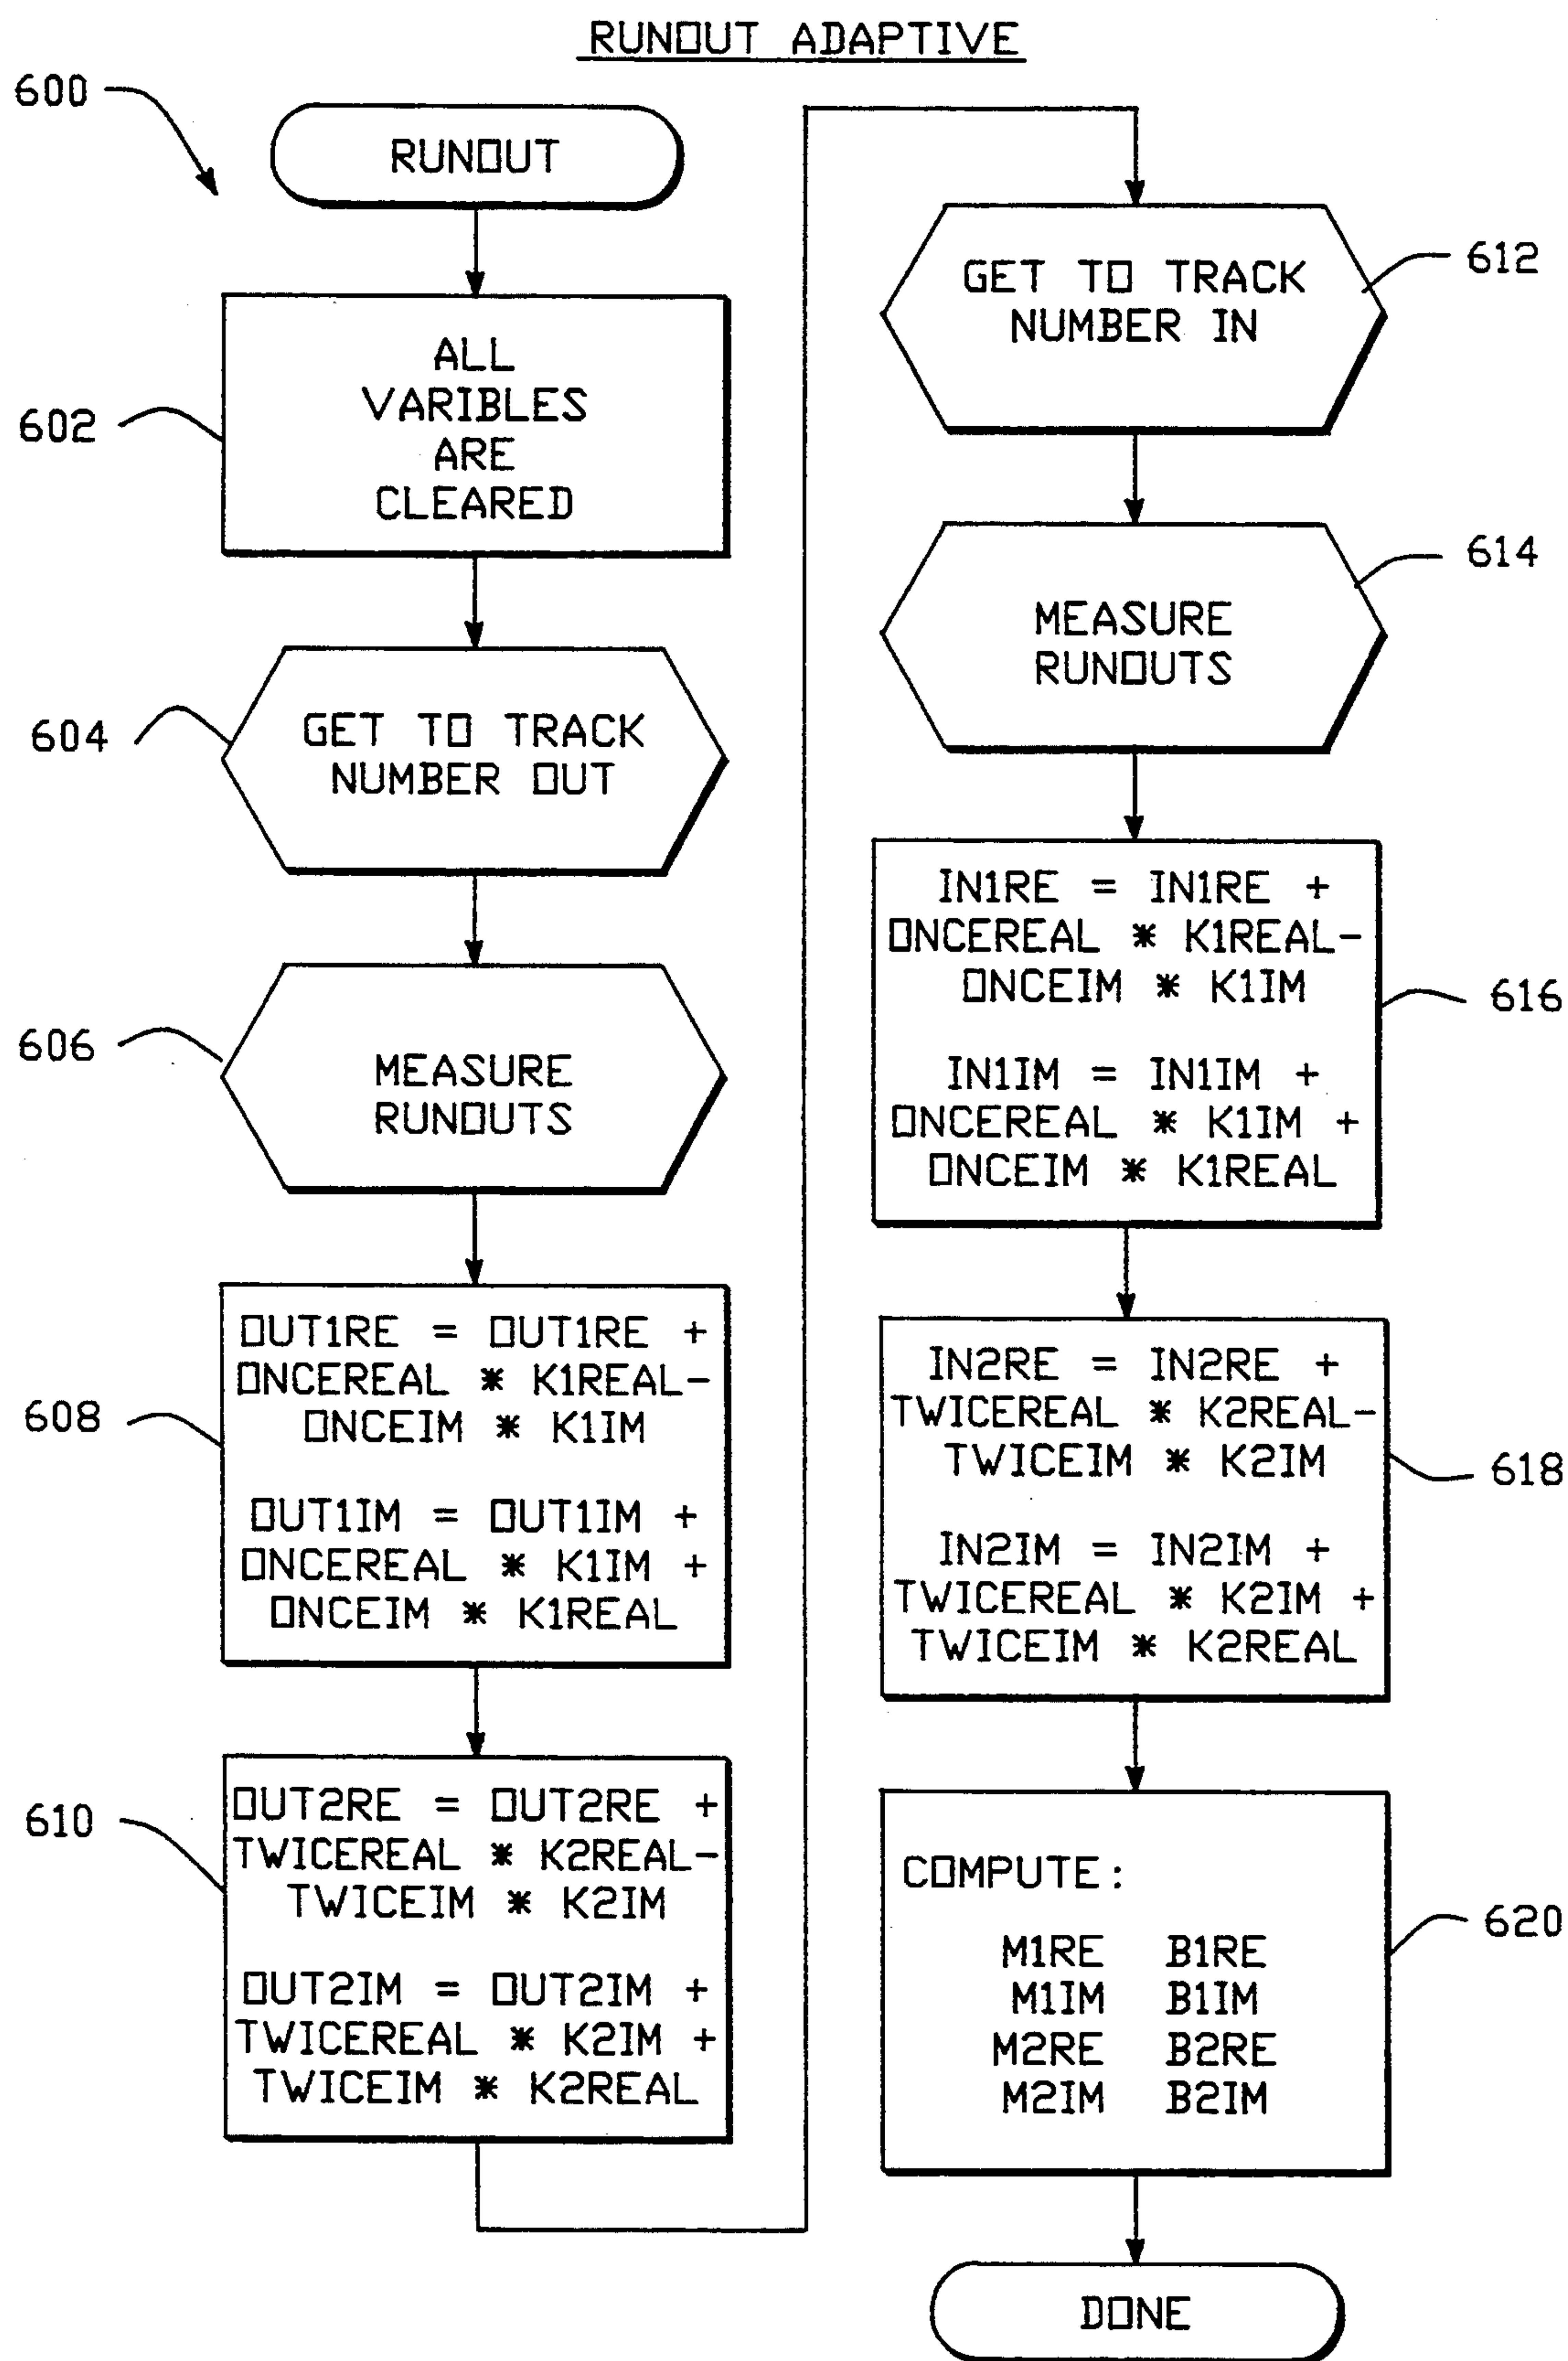 RUNOUT ADAPTIVE
600
RUNOUT
602
ALL
VARIBLES
ARE
CLEARED
604
GET TO TRACK
NUMBER OUT
606
MEASURE
RUNOUTS
608
OUT1RE = OUT1RE +
ONCEREAL * K1REAL-
ONCEIM * K1IM
OUT1IM = OUT1IM +
ONCEREAL * K1IM +
ONCEIM * K1REAL
610
OUT2RE = OUT2RE +
TWICEREAL * K2REAL-
TWICEIM * K2IM
OUT2IM = OUT2IM +
TWICEREAL * K2IM +
TWICEIM * K2REAL
612
GET TO TRACK
NUMBER IN
614
MEASURE
RUNOUTS
616
IN1RE = IN1RE +
ONCEREAL * K1REAL-
ONCEIM * K1IM
IN1IM = IN1IM +
ONCEREAL * K1IM +
ONCEIM * K1REAL
618
IN2RE = IN2RE +
TWICEREAL * K2REAL-
TWICEIM * K2IM
IN2IM = IN2IM +
TWICEREAL * K2IM +
TWICEIM * K2REAL
620
COMPUTE:
M1RE B1RE
M1IM B1IM
M2RE B2RE
M2IM B2IM
DONE